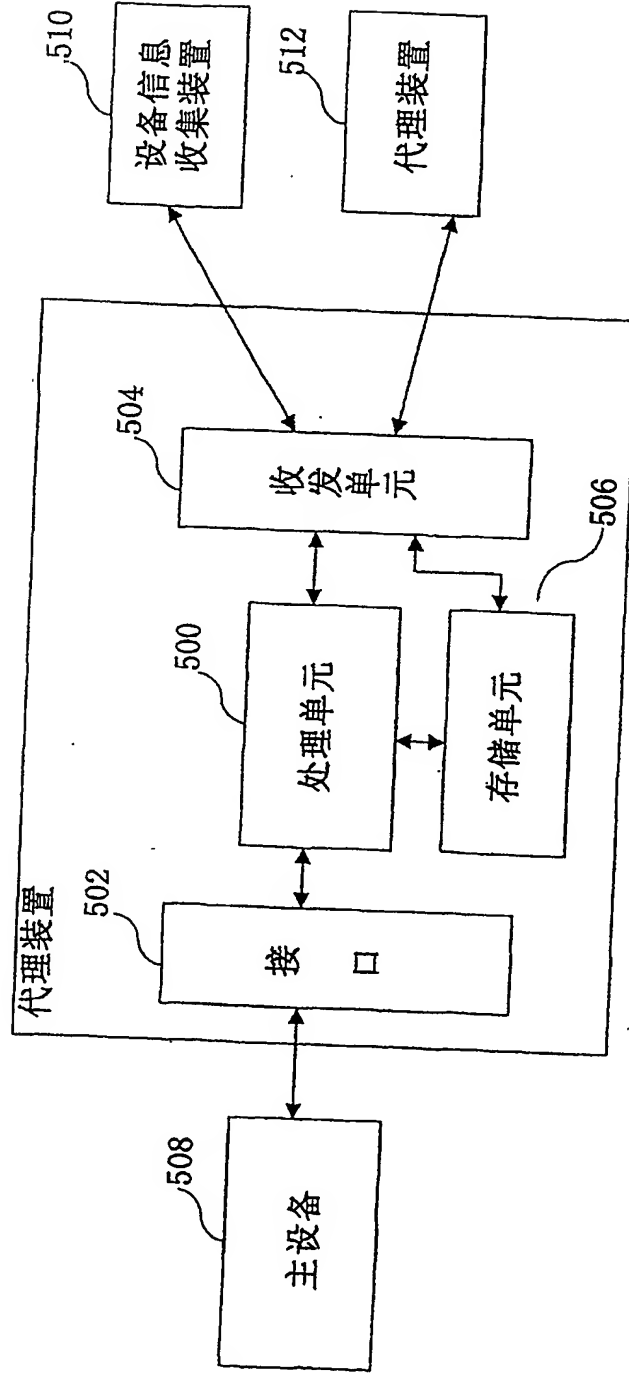 代理装置
508
主设备
502
接 口
500
处理单元
504
收发单元
506
存储单元
510
设备信息
收集装置
512
代理装置